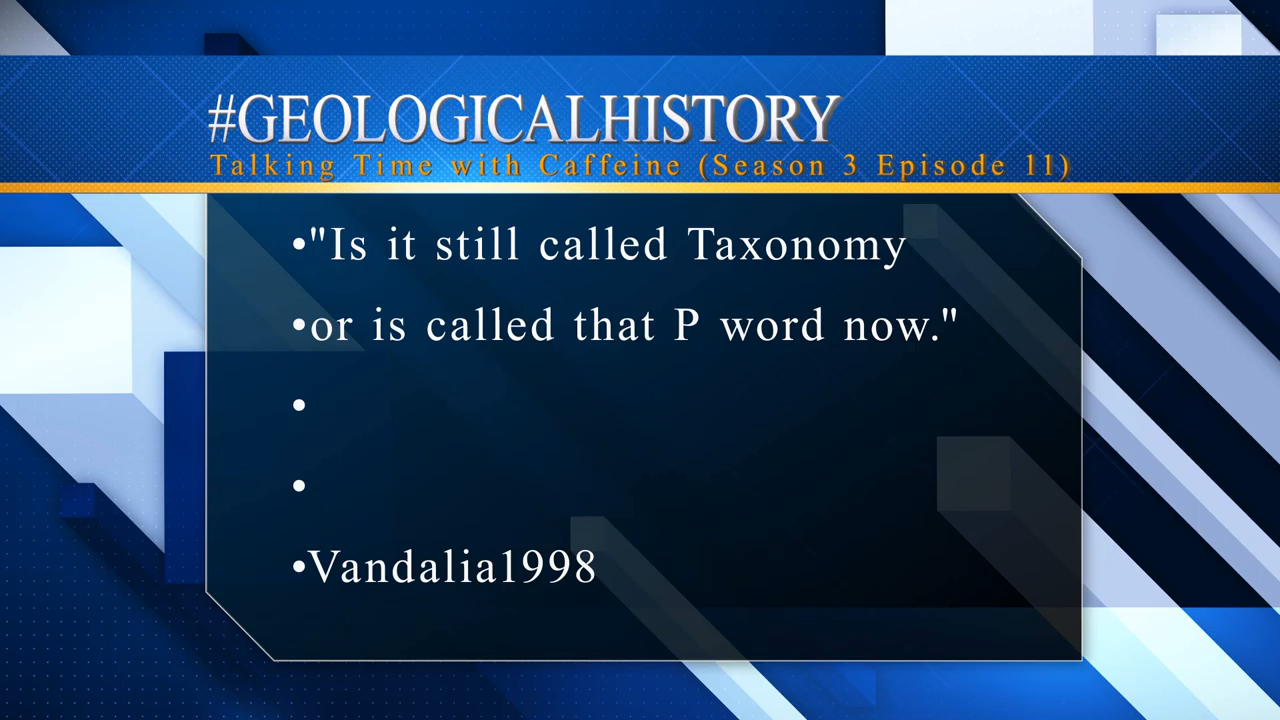 #GEOLOGICALHISTORY
Talking Time with Caffeine (Season 3 Episode 11)
•"Is it still called Taxonomy
•or is called that P word now."
•
•
•Vandalia1998